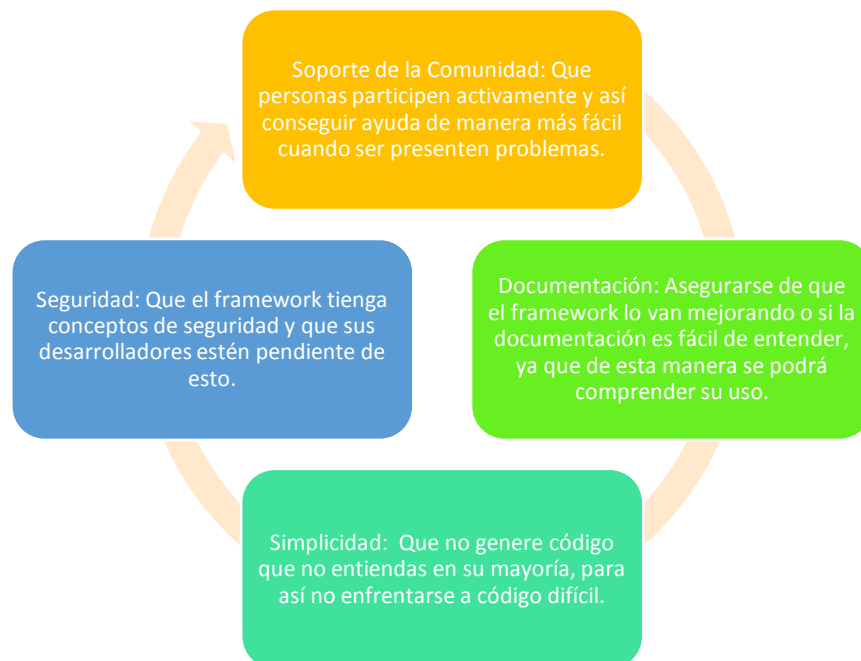 Soporte de la Comunidad: Que
personas participen activamente y así
conseguir ayuda de manera más fácil
cuando ser presenten problemas.
Documentación: Asegurarse de que
el framework lo van mejorando o si la
documentación es fácil de entender,
ya que de esta manera se podrá
comprender su uso.
Simplicidad: Que no genere código
que no entiendas en su mayoría, para
así no enfrentarse a código difícil.
Seguridad: Que el framework tienga
conceptos de seguridad y que sus
desarrolladores estén pendiente de
esto.